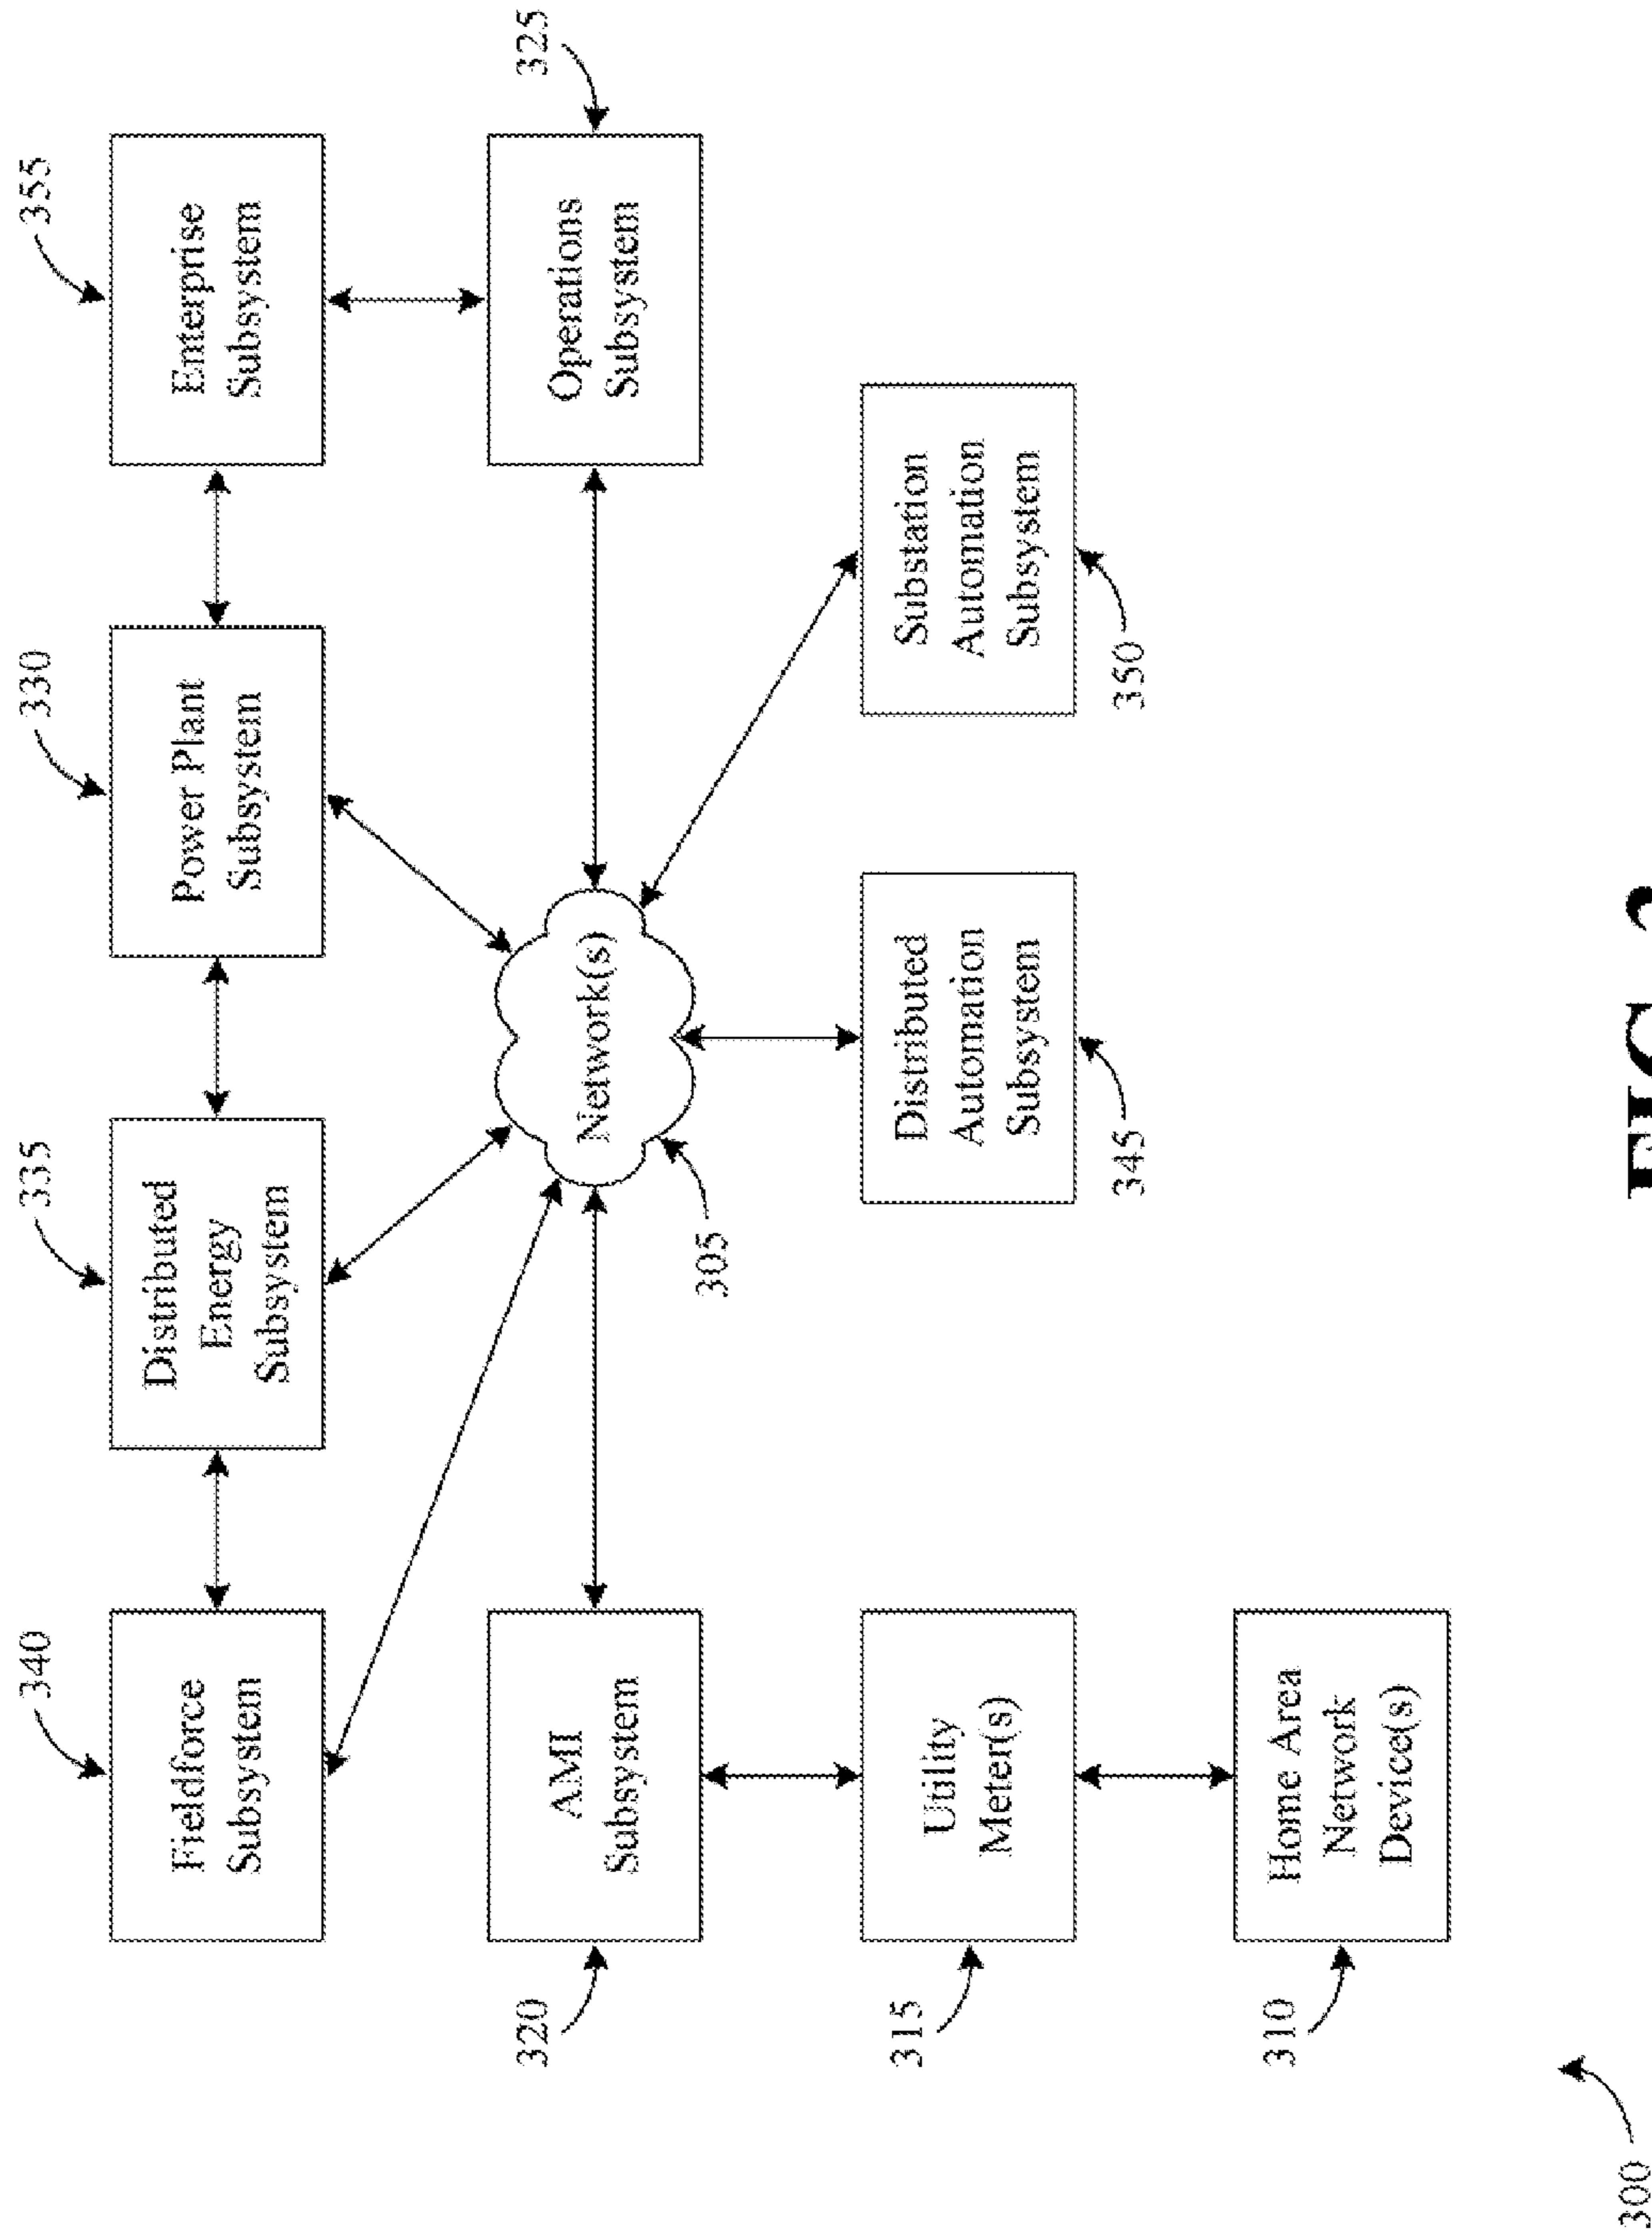 340
335
330
355
Fieldforce
Subsystem
Distributed
Energy
Subsystem
Power Plant
Subsystem
Enterprise
Subsystem
320
AMI
Subsystem
Network(s)
Operations
Subsystem
325
305
315
Utility
Meter(s)
Distributed
Automation
Subsystem
345
Substation
Automation
Subsystem
350
310
Home Area
Network
Device(s)
300
FIG